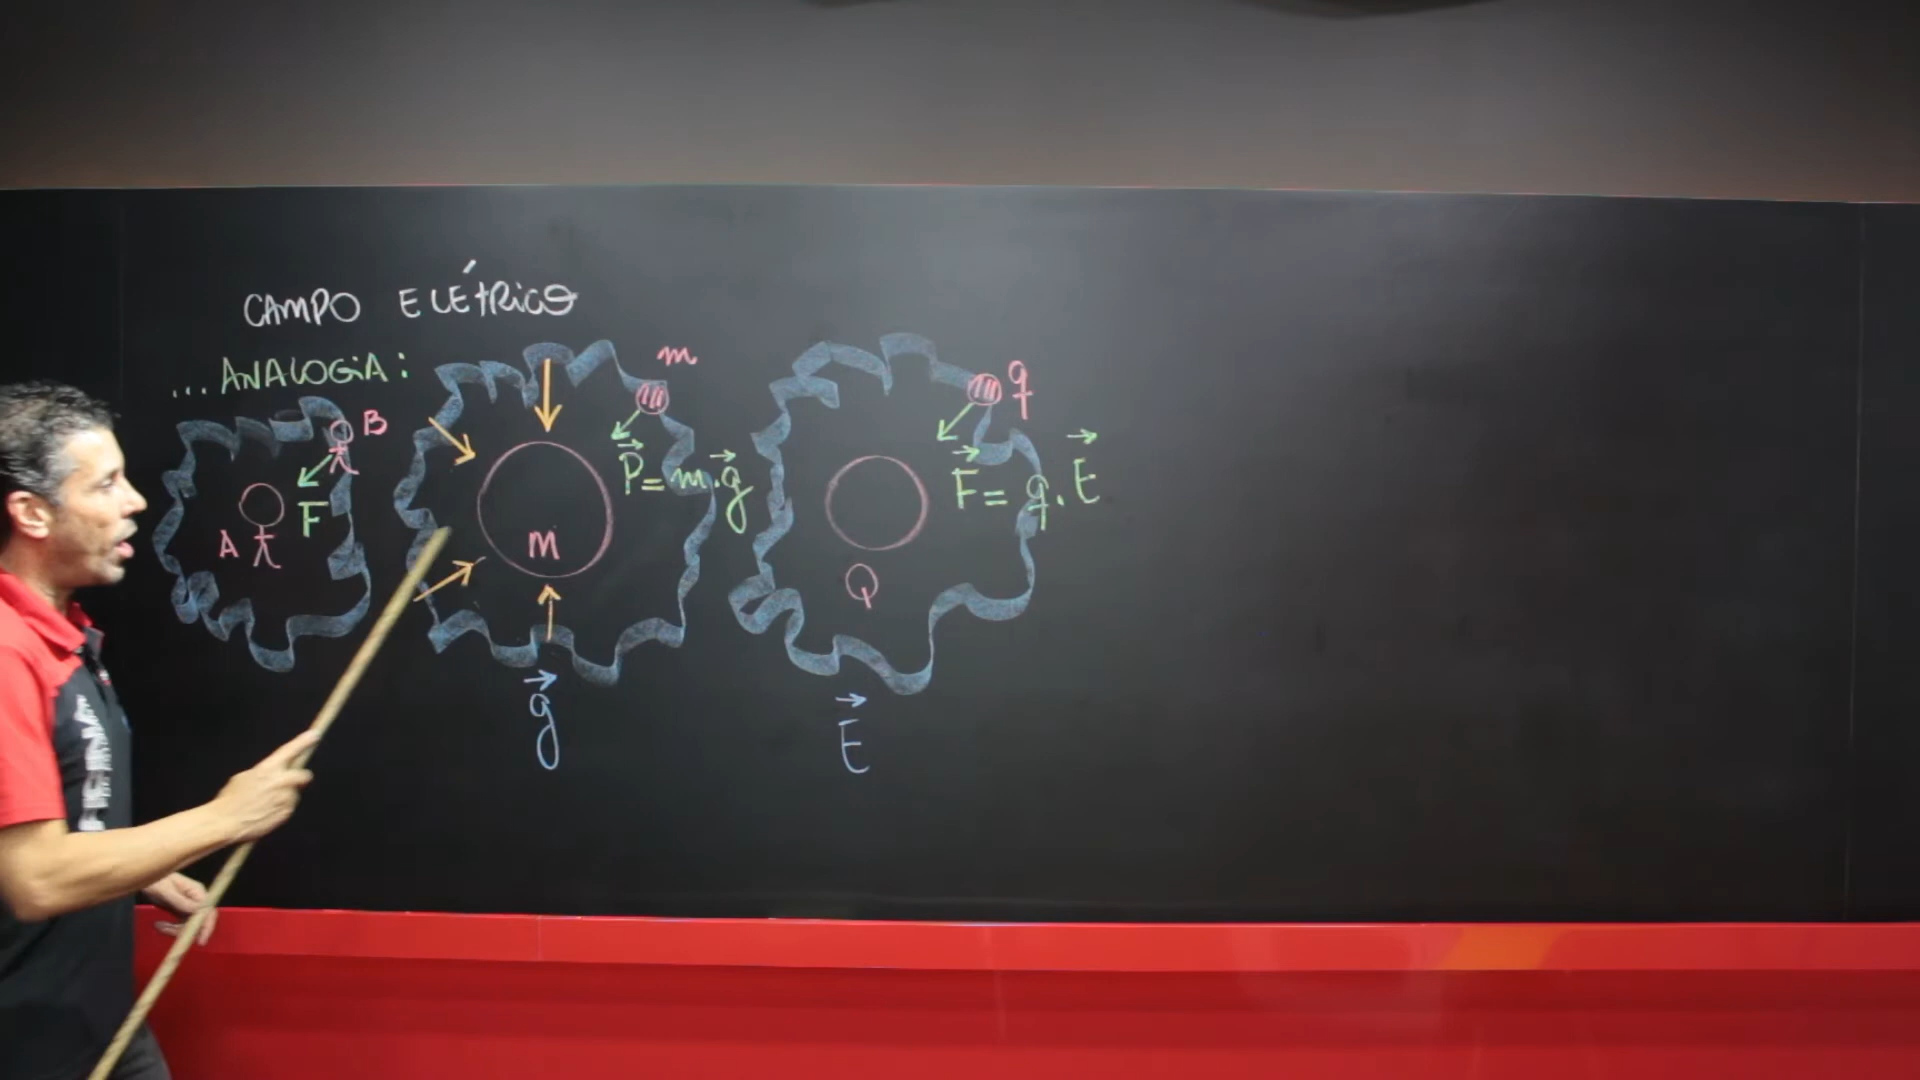 CAMPO ELÉTRICO
... ANALOGIA:
B
F
A
m
P⃗ = m.g⃗
M
g⃗
q
F⃗ = q.E⃗
Q
E⃗